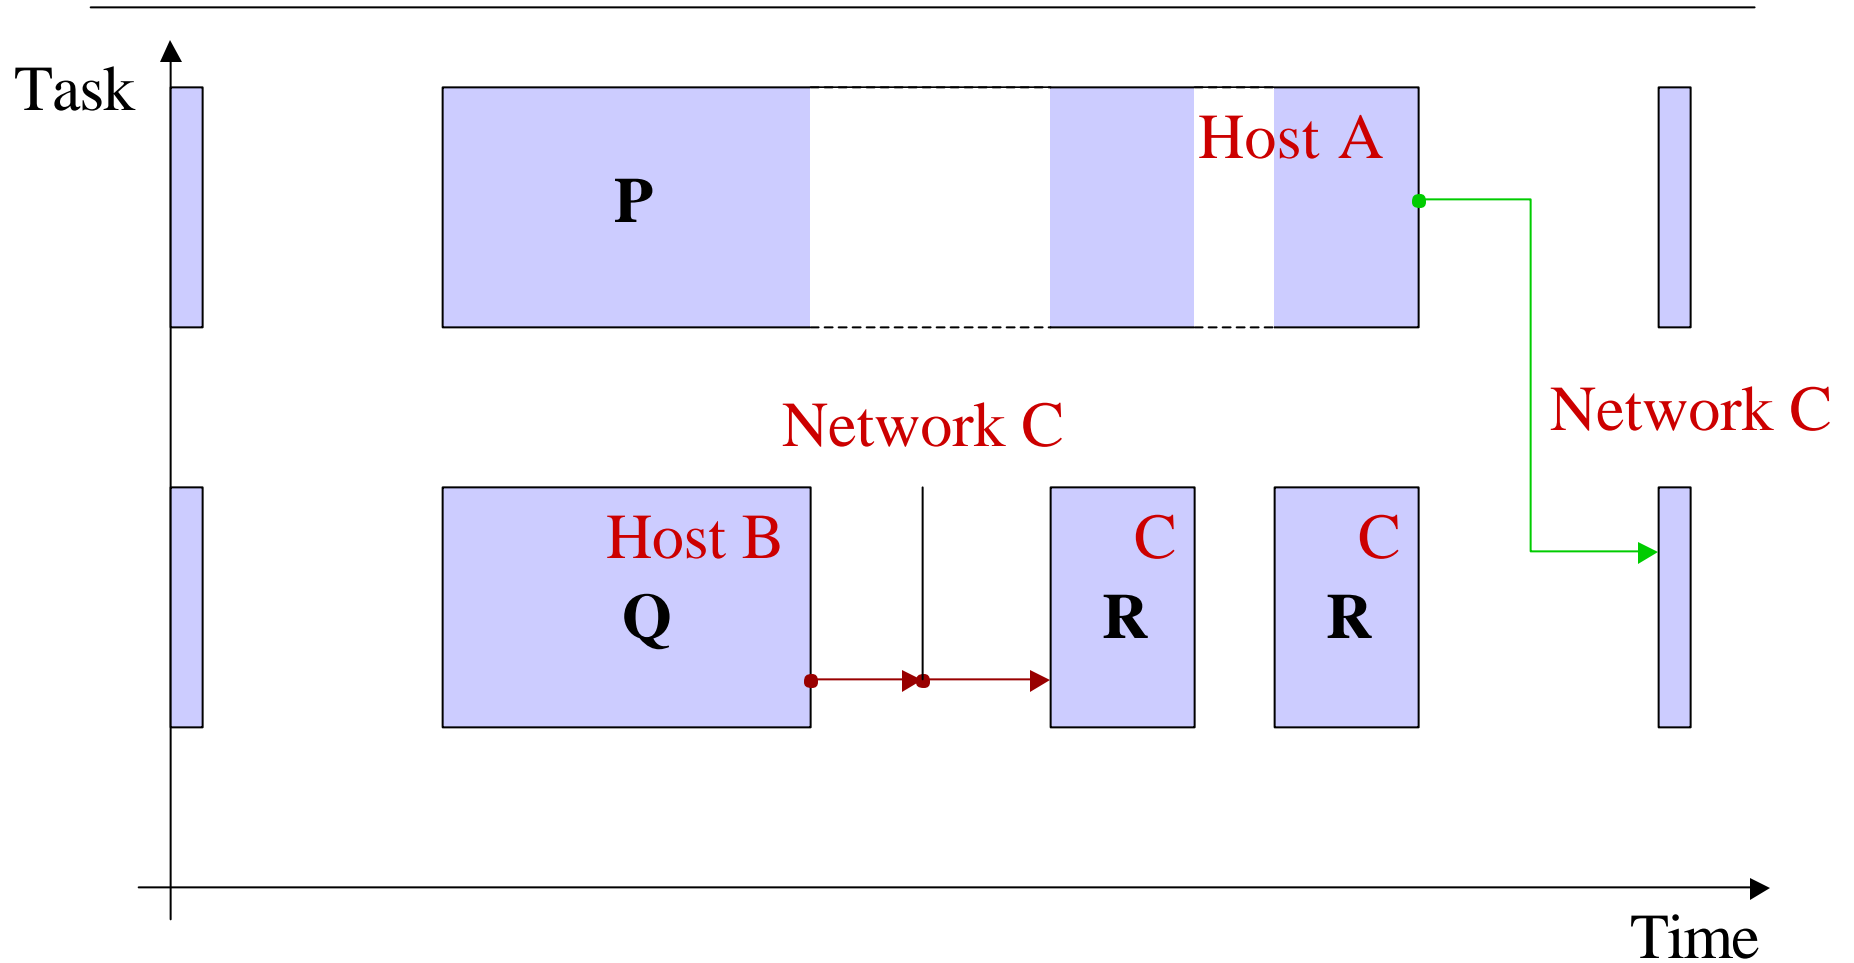 Task
Host A
P
Network C
Network C
Host B
C
C
Q
R
R
Time